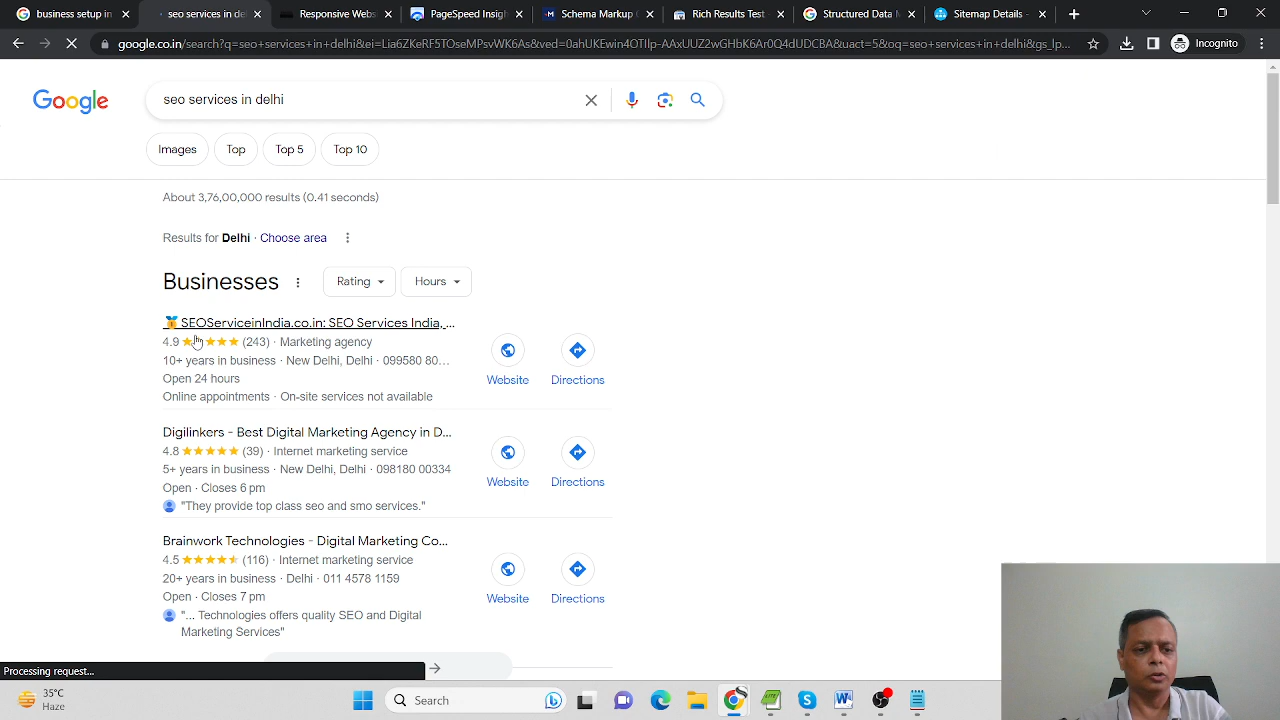 business setup in
seo services in del
Responsive Webs
PageSpeed Insigh
Schema Markup
Rich Results Test
Structured Data
Sitemap Details -
google.co.in/search?q=seo+services+in+delhi&ei=Lia6ZKeRF5TOseMPsvWK6As&ved=0ahUKEwin4OTIlp-AAxUUZ2wGHbK6Ar0Q4dUDCBA&uact=5&oq=seo+services+in+delhi&gs_lp...
Incognito
Google
seo services in delhi
Images
Top
Top 5
Top 10
About 3,76,00,000 results (0.41 seconds)
Results for Delhi · Choose area
Businesses
Rating
Hours
SEOServiceinIndia.co.in: SEO Services India, ...
4.9 (243) · Marketing agency
10+ years in business · New Delhi, Delhi · 099580 80...
Open 24 hours
Online appointments · On-site services not available
Website
Directions
Digilinkers - Best Digital Marketing Agency in D...
4.8 (39) · Internet marketing service
5+ years in business · New Delhi, Delhi · 098180 00334
Open · Closes 6 pm
"They provide top class seo and smo services."
Website
Directions
Brainwork Technologies - Digital Marketing Co...
4.5 (116) · Internet marketing service
20+ years in business · Delhi · 011 4578 1159
Open · Closes 7 pm
"... Technologies offers quality SEO and Digital
Marketing Services"
Website
Directions
Processing request...
35°C
Haze
Search